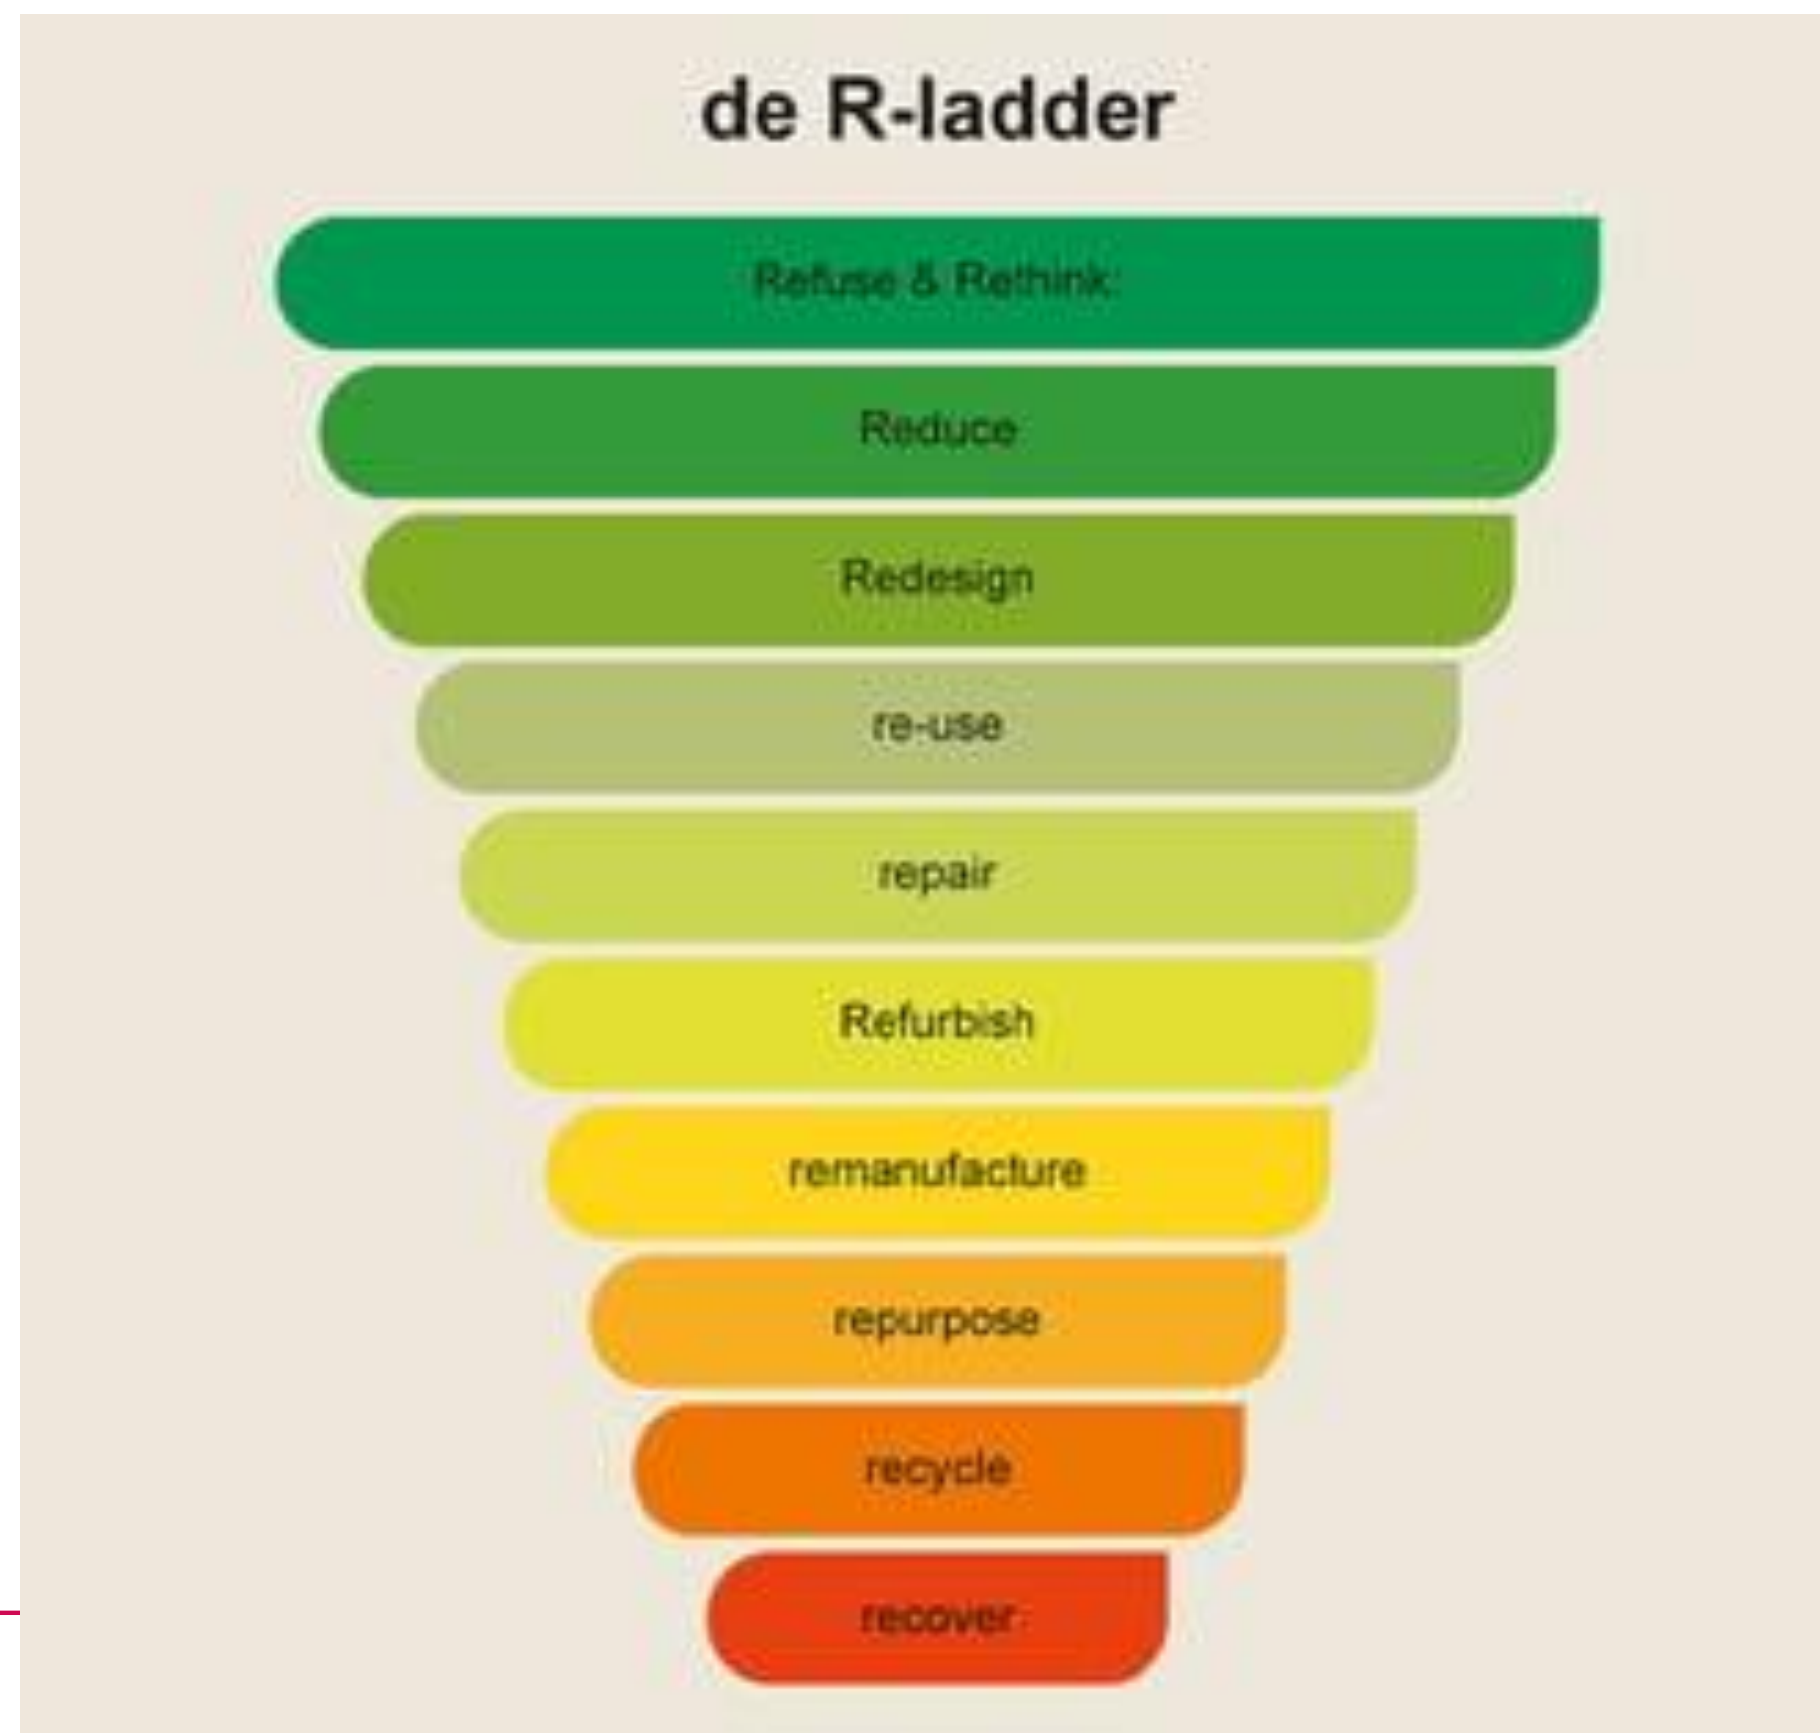 de R-ladder
Refuse & Rethink
Reduce
Redesign
re-use
repair
Refurbish
remanufacture
repurpose
recycle
recover